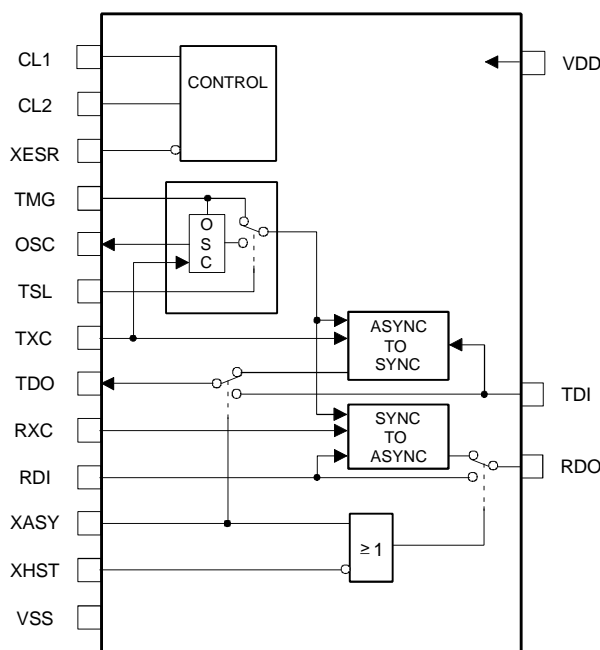 CL1
CL2
XESR
TMG
OSC
TSL
TXC
TDO
RXC
RDI
XASY
XHST
VSS
CONTROL
O
S
C
ASYNC
TO
SYNC
SYNC
TO
ASYNC
≥ 1
VDD
TDI
RDO